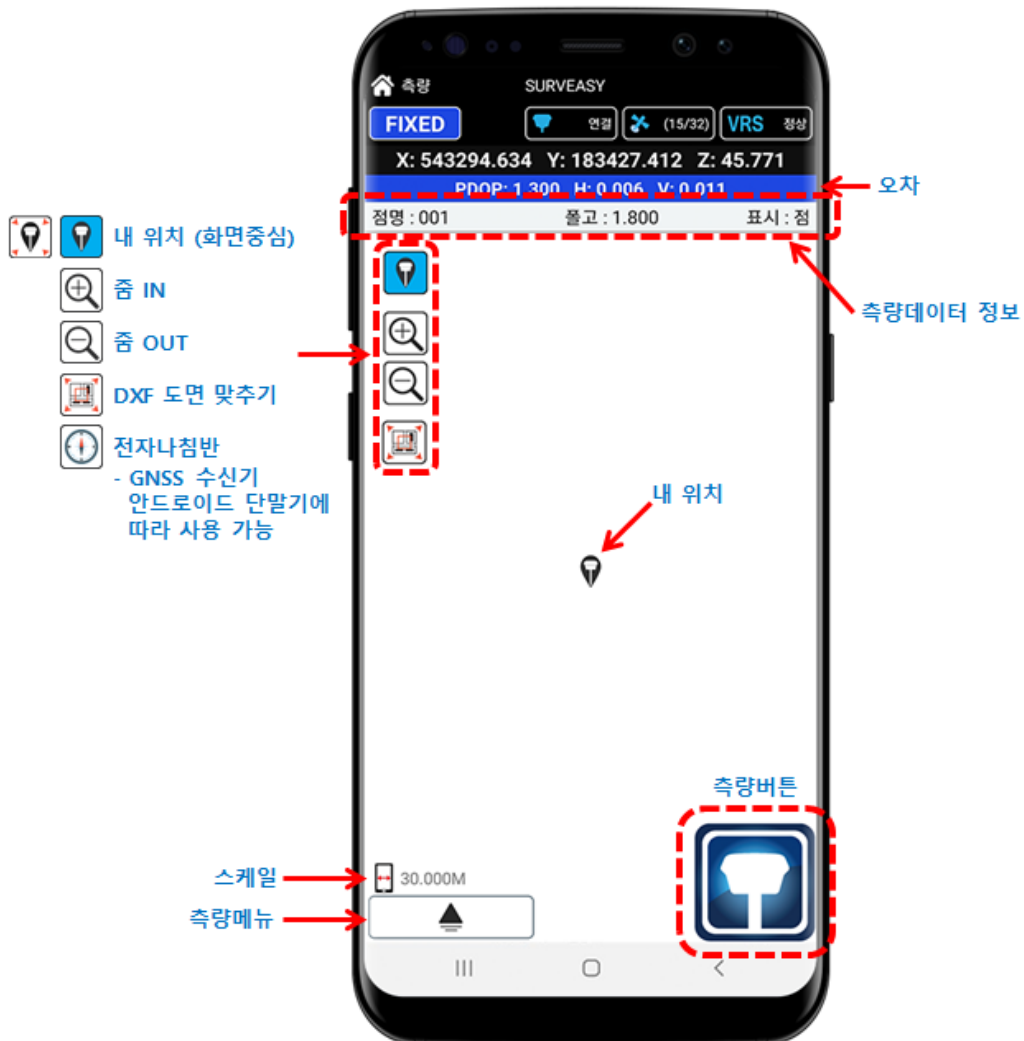 측량 SURVEASY
FIXED 연결 (15/32) VRS 정상
X: 543294.634 Y: 183427.412 Z: 45.771
PDOP: 1.300 H: 0.006 V: 0.011
오차
점명 : 001 폴고 : 1.800 표시 : 점
측량데이터 정보
내 위치 (화면중심)
줌 IN
줌 OUT
DXF 도면 맞추기
전자나침반
- GNSS 수신기
안드로이드 단말기에
따라 사용 가능
내 위치
측량버튼
스케일
30.000M
측량메뉴